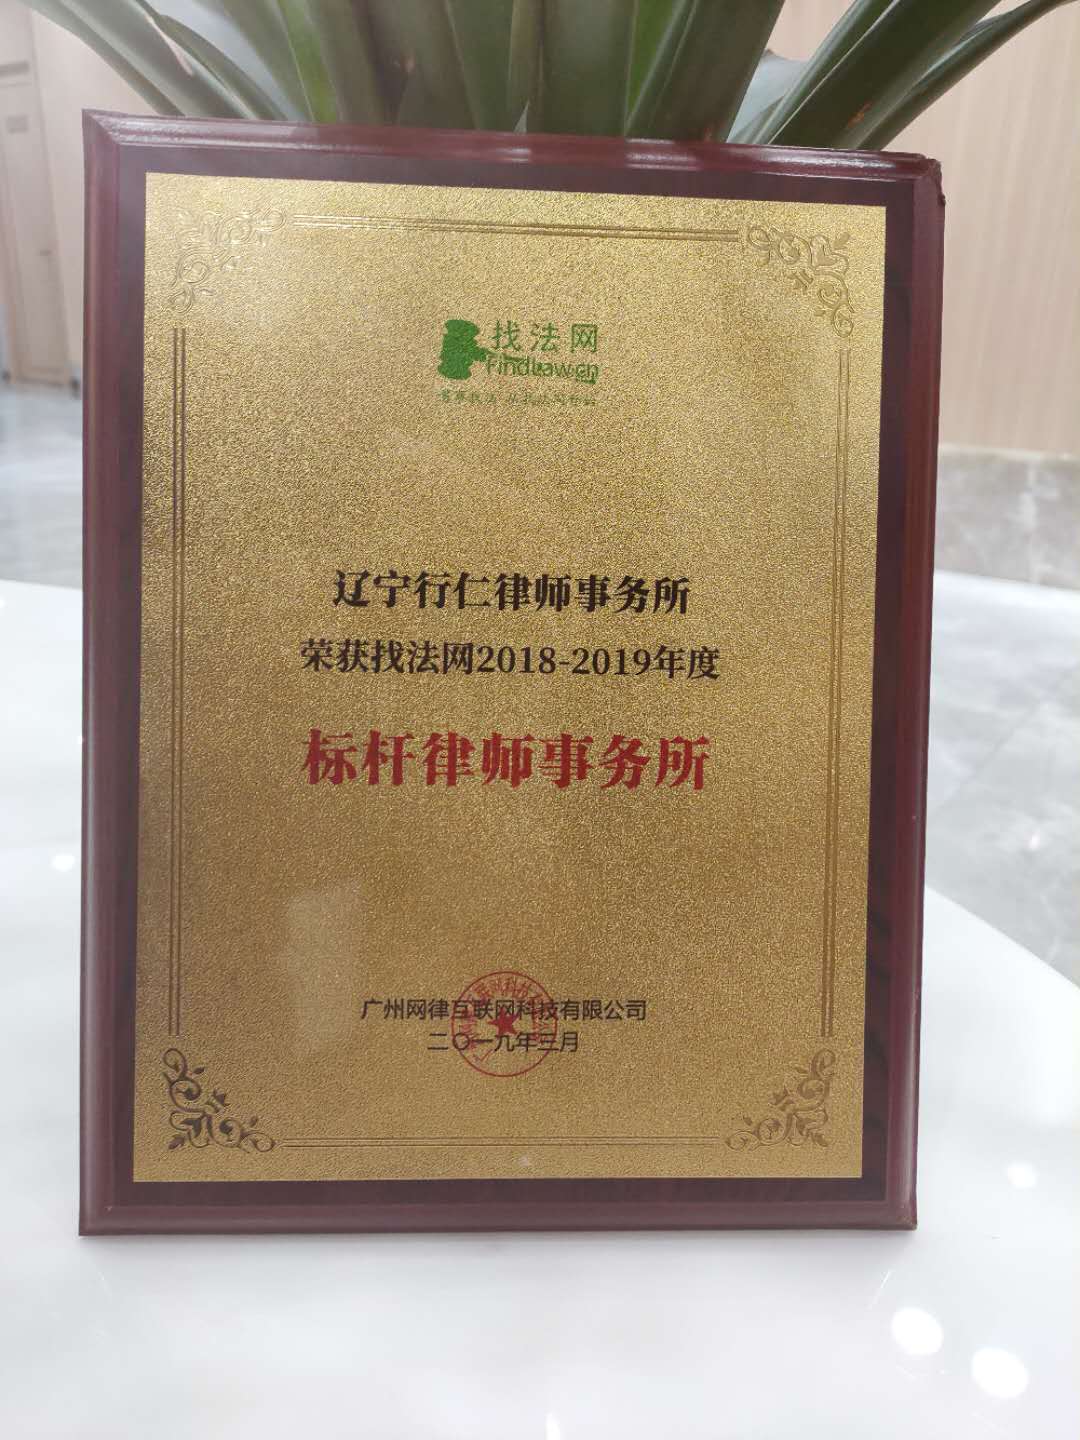 找法网
Findlaw.cn
辽宁行仁律师事务所
荣获找法网2018-2019年度
标杆律师事务所
广州网律互联网科技有限公司
二〇一九年三月